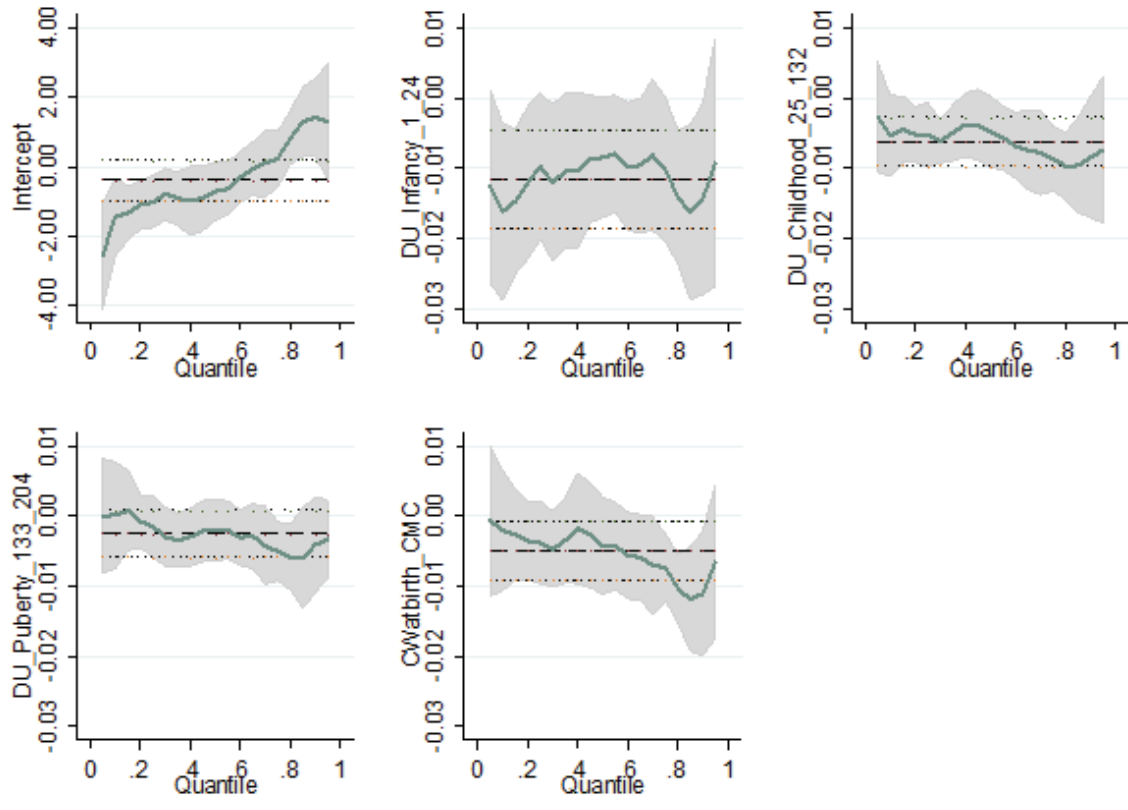 Intercept
4.00
2.00
0.00
-2.00
-4.00
0 .2 .4 .6 .8 1
Quantile
DU_Infancy_1_24
0.01
0.00
-0.01
-0.02
-0.03
0 .2 .4 .6 .8 1
Quantile
DU_Childhood_25_132
0.01
0.00
-0.01
-0.02
-0.03
0 .2 .4 .6 .8 1
Quantile
DU_Puberty_133_204
0.01
0.00
-0.01
-0.02
-0.03
0 .2 .4 .6 .8 1
Quantile
CWatbirth_CMC
0.01
0.00
-0.01
-0.02
-0.03
0 .2 .4 .6 .8 1
Quantile